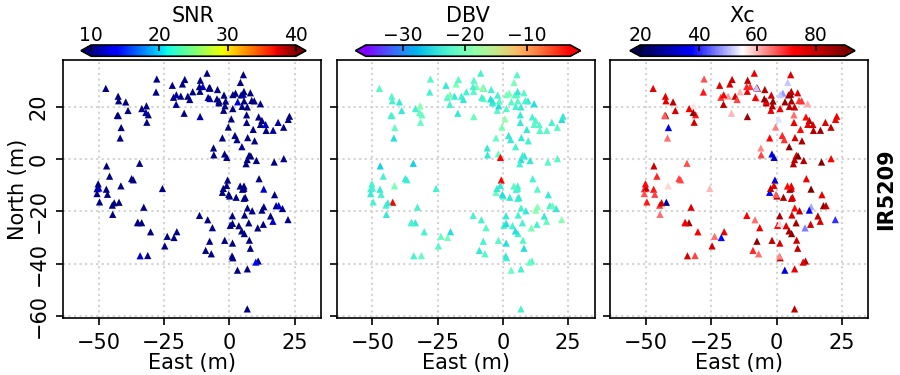 SNR DBV Xc
10 20 30 40 −30 −20 −10 20 40 60 80
North (m)
20
0
−20
−40
−60
−50 −25 0 25 −50 −25 0 25 −50 −25 0 25
East (m) East (m) East (m)
IR5209